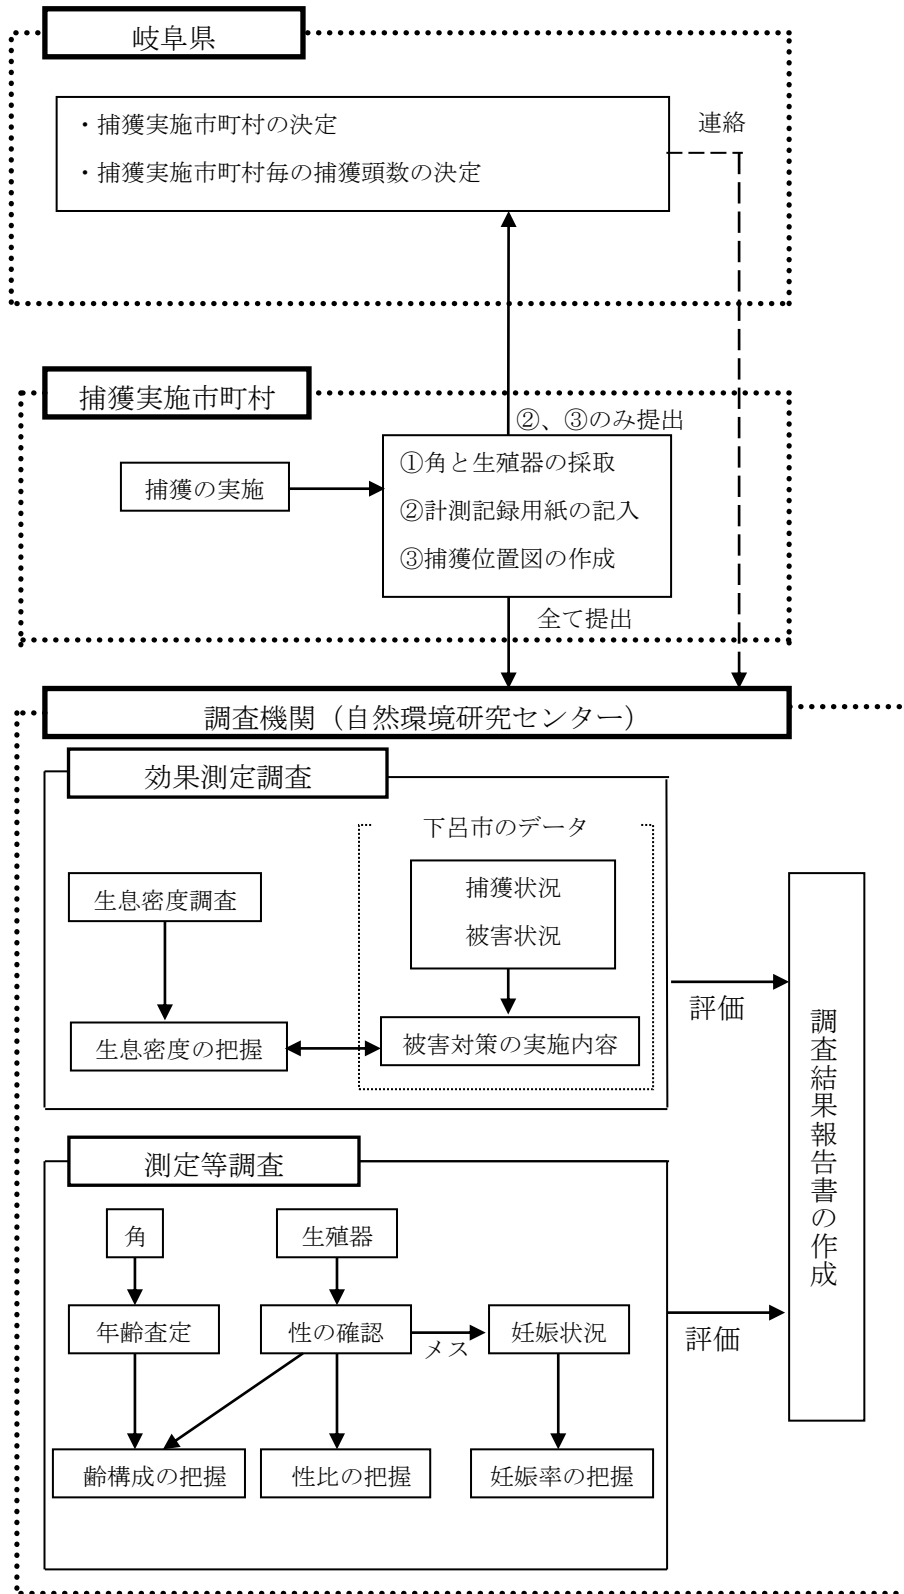 岐阜県
・捕獲実施市町村の決定
・捕獲実施市町村毎の捕獲頭数の決定
連絡
捕獲実施市町村
②、③のみ提出
捕獲の実施
①角と生殖器の採取
②計測記録用紙の記入
③捕獲位置図の作成
全て提出
調査機関（自然環境研究センター）
効果測定調査
下呂市のデータ
生息密度調査
捕獲状況
被害状況
生息密度の把握
被害対策の実施内容
評価
調査結果報告書の作成
測定等調査
角
生殖器
年齢査定
性の確認
メス
妊娠状況
評価
齢構成の把握
性比の把握
妊娠率の把握